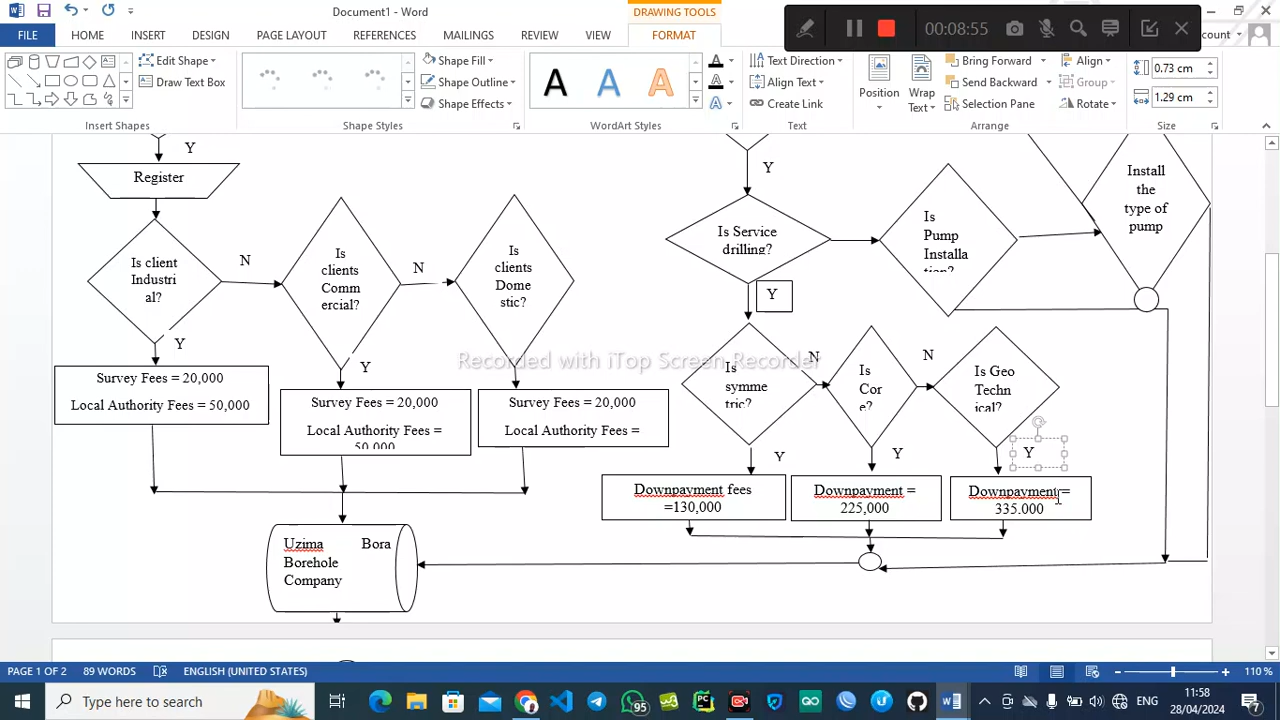 Document1 - Word
DRAWING TOOLS
00:08:55
FILE
HOME
INSERT
DESIGN
PAGE LAYOUT
REFERENCES
MAILINGS
REVIEW
VIEW
FORMAT
count
Edit Shape
Draw Text B
Insert Shapes
Shape Fill
Shape Outline
Shape Effects
Shape Styles
A A A
WordArt Styles
Text Direction
Align Text
Create Link
Text
Position
Wrap
Text
Bring Forward
Send Backward
Selection Pane
Align
Group
Rotate
Arrange
0.73 cm
1.29 cm
Size
Y
Register
Is client
Industri
al?
N
Y
Is
clients
Comm
ercial?
N
Y
Is
clients
Dome
stic?
Survey Fees = 20,000
Local Authority Fees = 50,000
Survey Fees = 20,000
Local Authority Fees =
50,000
Survey Fees = 20,000
Local Authority Fees =
Uzima Bora
Borehole
Company
Y
Is Service
drilling?
Y
Is
Pump
Installa
tion?
Install
the
type of
pump
Is
symme
tric?
N
Y
Is
Cor
e?
N
Y
Is Geo
Techn
ical?
Y
Downpayment fees
=130,000
Downpayment =
225,000
Downpayment =
335.000
Recorded with iTop Screen Recorder
PAGE 1 OF 2
89 WORDS
ENGLISH (UNITED STATES)
110 %
Type here to search
95
ENG
11:58
28/04/2024